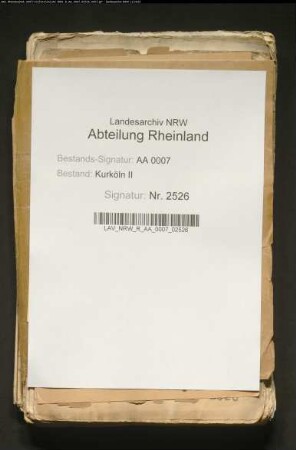 Landesarchiv NRW
Abteilung Rheinland
Bestands-Signatur: AA 0007
Bestand: Kurköln II
Signatur: Nr. 2526
LAV_NRW_R_AA_0007_02526